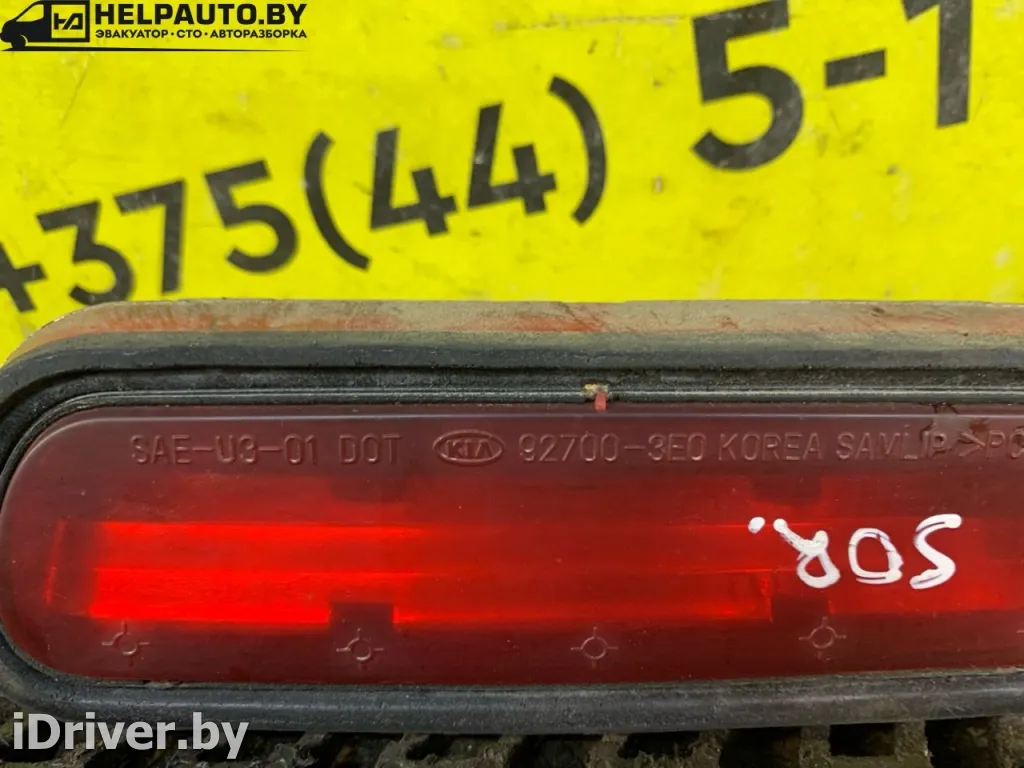 HELPAUTO.BY
ЭВАКУАТОР СТО АВТОРАЗБОРКА
+375(44) 5-1
SAE-U3-01 DOT KIA 92700-3E0 KOREA SAMLIP >PC
SOR
iDriver.by